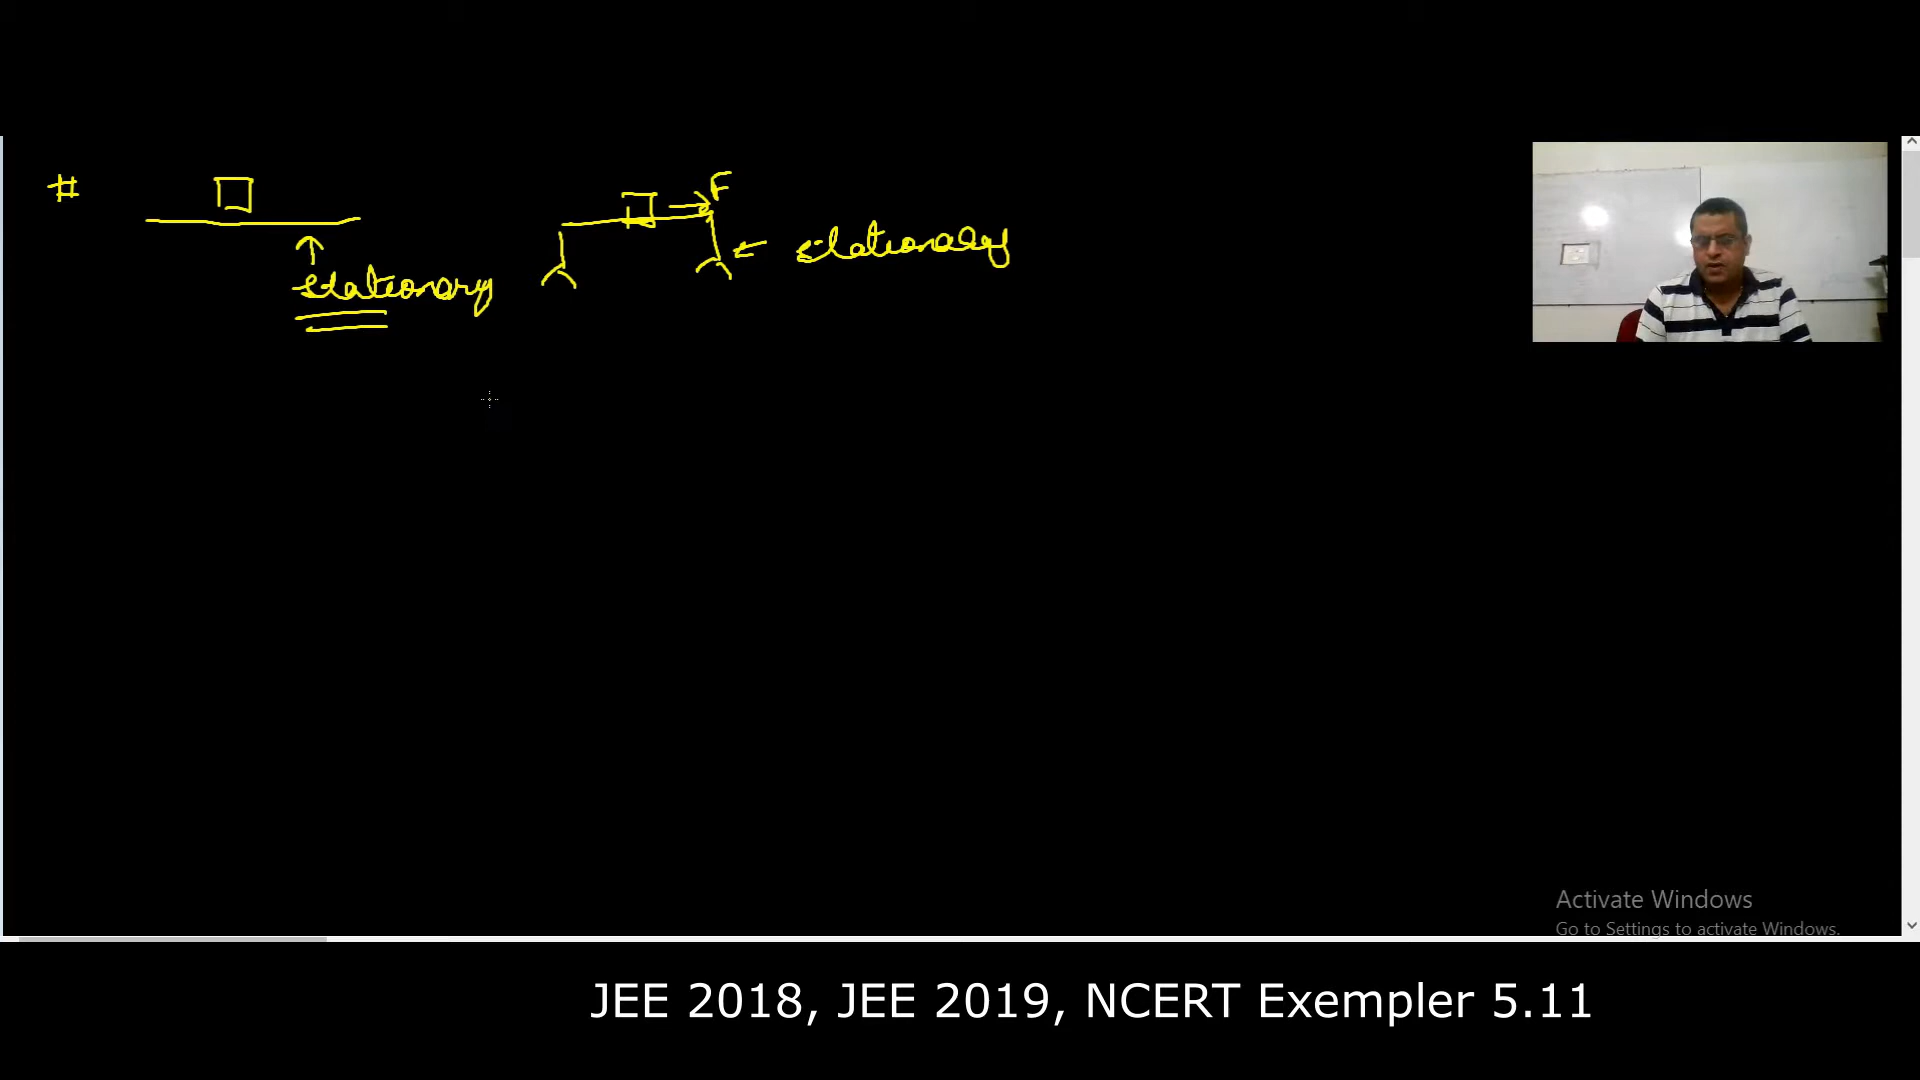 #
F
stationary
stationary
Activate Windows
Go to Settings to activate Windows.
JEE 2018, JEE 2019, NCERT Exempler 5.11